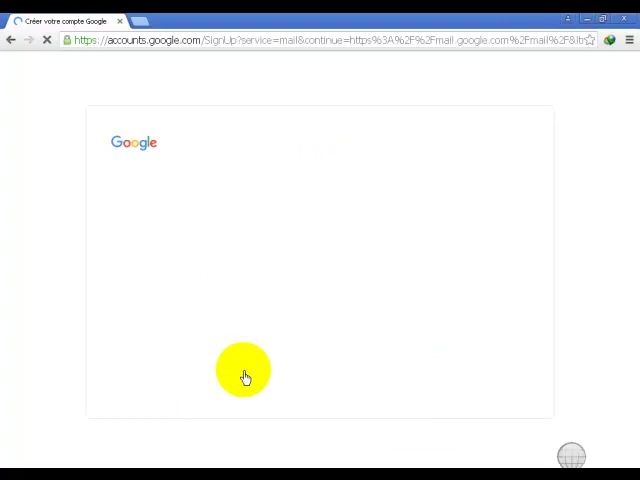 Créer votre compte Google
https://accounts.google.com/SignUp?service=mail&continue=https%3A%2F%2Fmail.google.com%2Fmail%2F&lt
Google